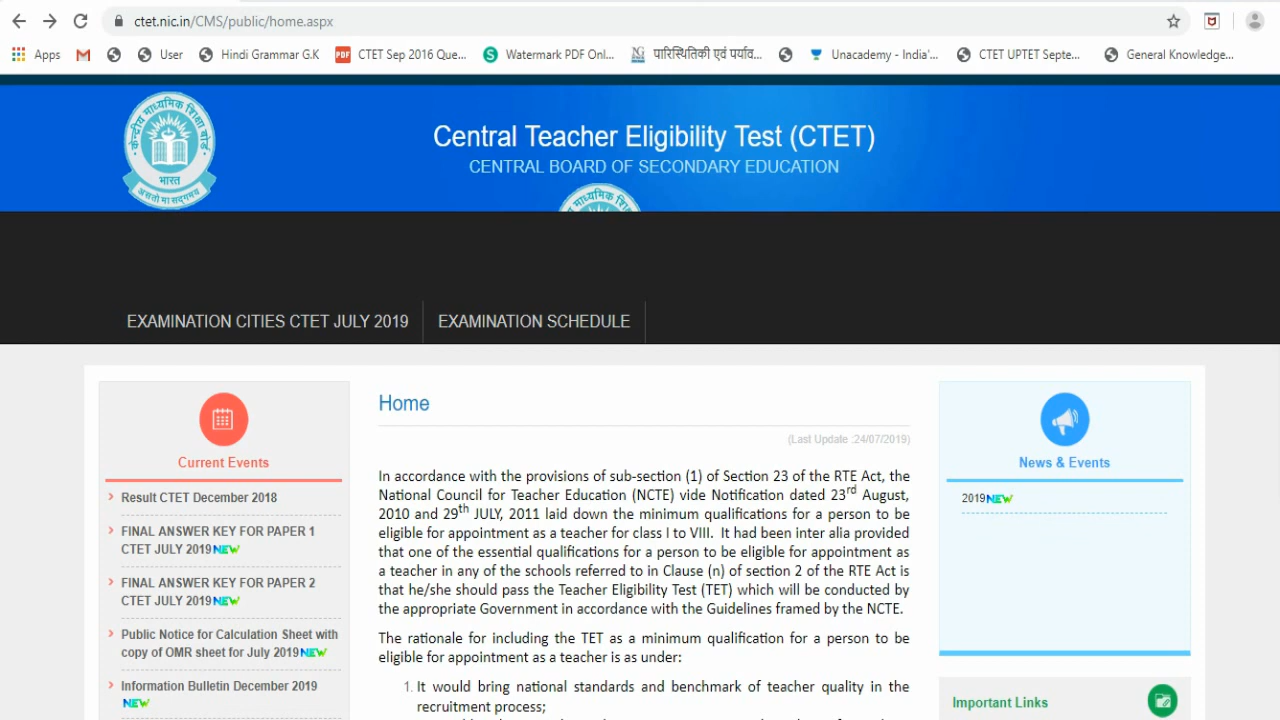 ctet.nic.in/CMS/public/home.aspx
Apps
User
Hindi Grammar G.K
PDF
CTET Sep 2016 Que...
S
Watermark PDF Onl...
NG
पारिस्थितिकी एवं पर्याव...
Unacademy - India'...
CTET UPTET Septe...
General Knowledge...
केन्द्रीय माध्यमिक शिक्षा बोर्ड
भारत
असतो मा सद्गमय
Central Teacher Eligibility Test (CTET)
CENTRAL BOARD OF SECONDARY EDUCATION
माध्यमिक
EXAMINATION CITIES CTET JULY 2019
EXAMINATION SCHEDULE
Current Events
Result CTET December 2018
FINAL ANSWER KEY FOR PAPER 1
CTET JULY 2019NEW
FINAL ANSWER KEY FOR PAPER 2
CTET JULY 2019NEW
Public Notice for Calculation Sheet with
copy of OMR sheet for July 2019NEW
Information Bulletin December 2019
NEW
Home
(Last Update :24/07/2019)
In accordance with the provisions of sub-section (1) of Section 23 of the RTE Act, the
National Council for Teacher Education (NCTE) vide Notification dated 23rd August,
2010 and 29th JULY, 2011 laid down the minimum qualifications for a person to be
eligible for appointment as a teacher for class I to VIII. It had been inter alia provided
that one of the essential qualifications for a person to be eligible for appointment as
a teacher in any of the schools referred to in Clause (n) of section 2 of the RTE Act is
that he/she should pass the Teacher Eligibility Test (TET) which will be conducted by
the appropriate Government in accordance with the Guidelines framed by the NCTE.
The rationale for including the TET as a minimum qualification for a person to be
eligible for appointment as a teacher is as under:
1. It would bring national standards and benchmark of teacher quality in the
recruitment process;
News & Events
2019NEW
Important Links